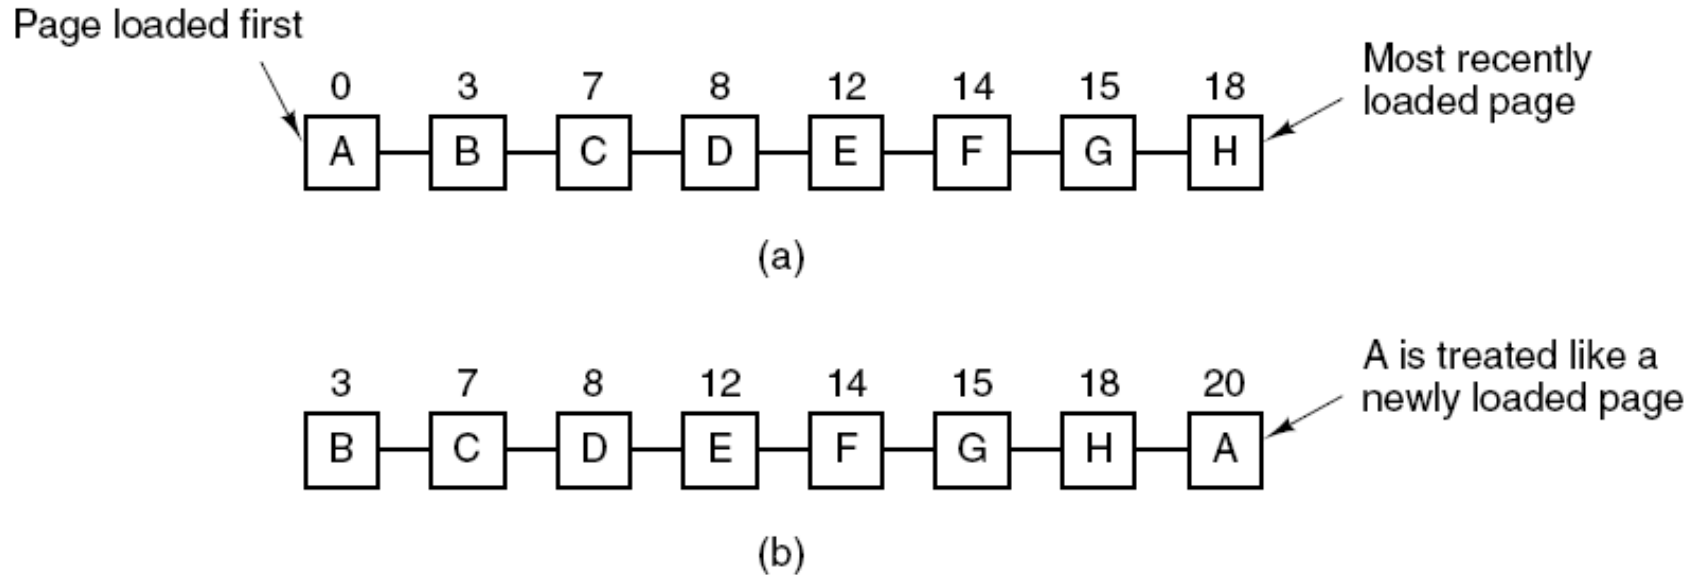 Page loaded first
Most recently
loaded page
0 3 7 8 12 14 15 18
A B C D E F G H
(a)
A is treated like a
newly loaded page
3 7 8 12 14 15 18 20
B C D E F G H A
(b)